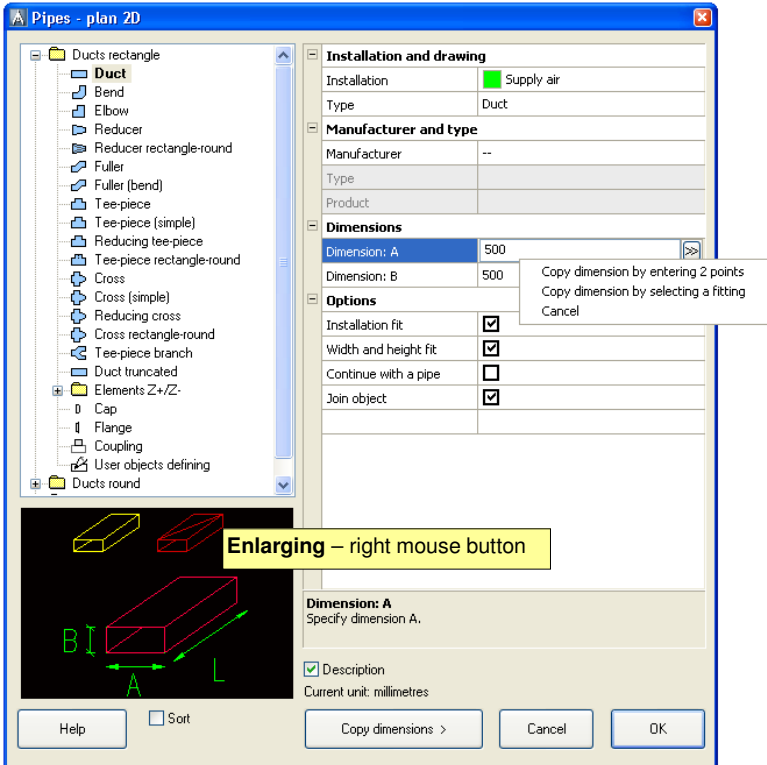 Pipes - plan 2D
Ducts rectangle
Duct
Bend
Elbow
Reducer
Reducer rectangle-round
Fuller
Fuller (bend)
Tee-piece
Tee-piece (simple)
Reducing tee-piece
Tee-piece rectangle-round
Cross
Cross (simple)
Reducing cross
Cross rectangle-round
Tee-piece branch
Duct truncated
Elements Z+/Z-
Cap
Flange
Coupling
User objects defining
Ducts round
Installation and drawing
Installation Supply air
Type Duct
Manufacturer and type
Manufacturer --
Type
Product
Dimensions
Dimension: A 500 >>
Dimension: B 500
Copy dimension by entering 2 points
Copy dimension by selecting a fitting
Cancel
Options
Installation fit
Width and height fit
Continue with a pipe
Join object
Enlarging – right mouse button
B
A
L
Dimension: A
Specify dimension A.
Description
Current unit: millimetres
Help
Sort
Copy dimensions >
Cancel
OK